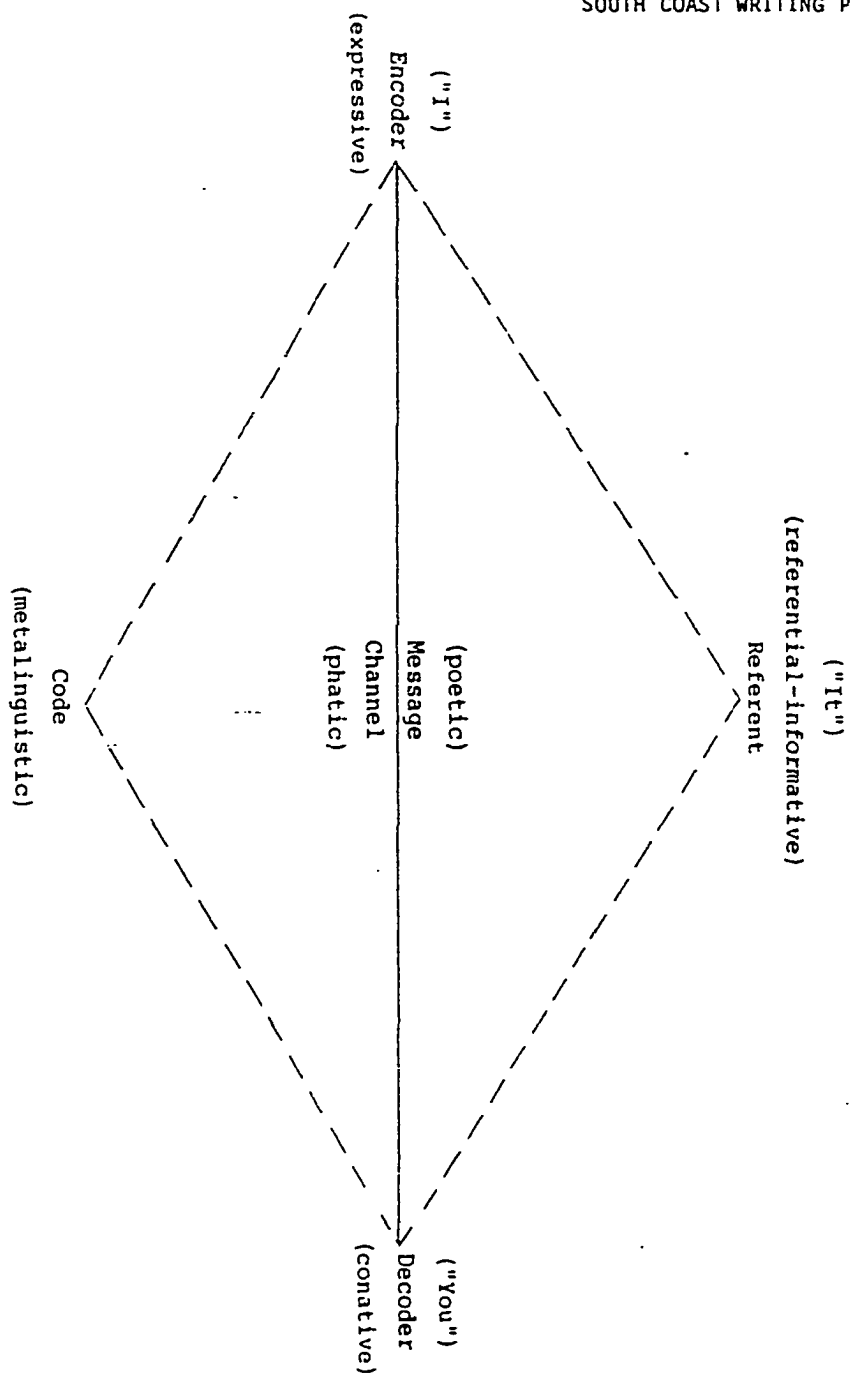 SOUTH COAST WRITING P
("It")
(referential-informative)
Referent
("I")
Encoder
(expressive)
(poetic)
Message
Channel
(phatic)
("You")
Decoder
(conative)
Code
(metalinguistic)